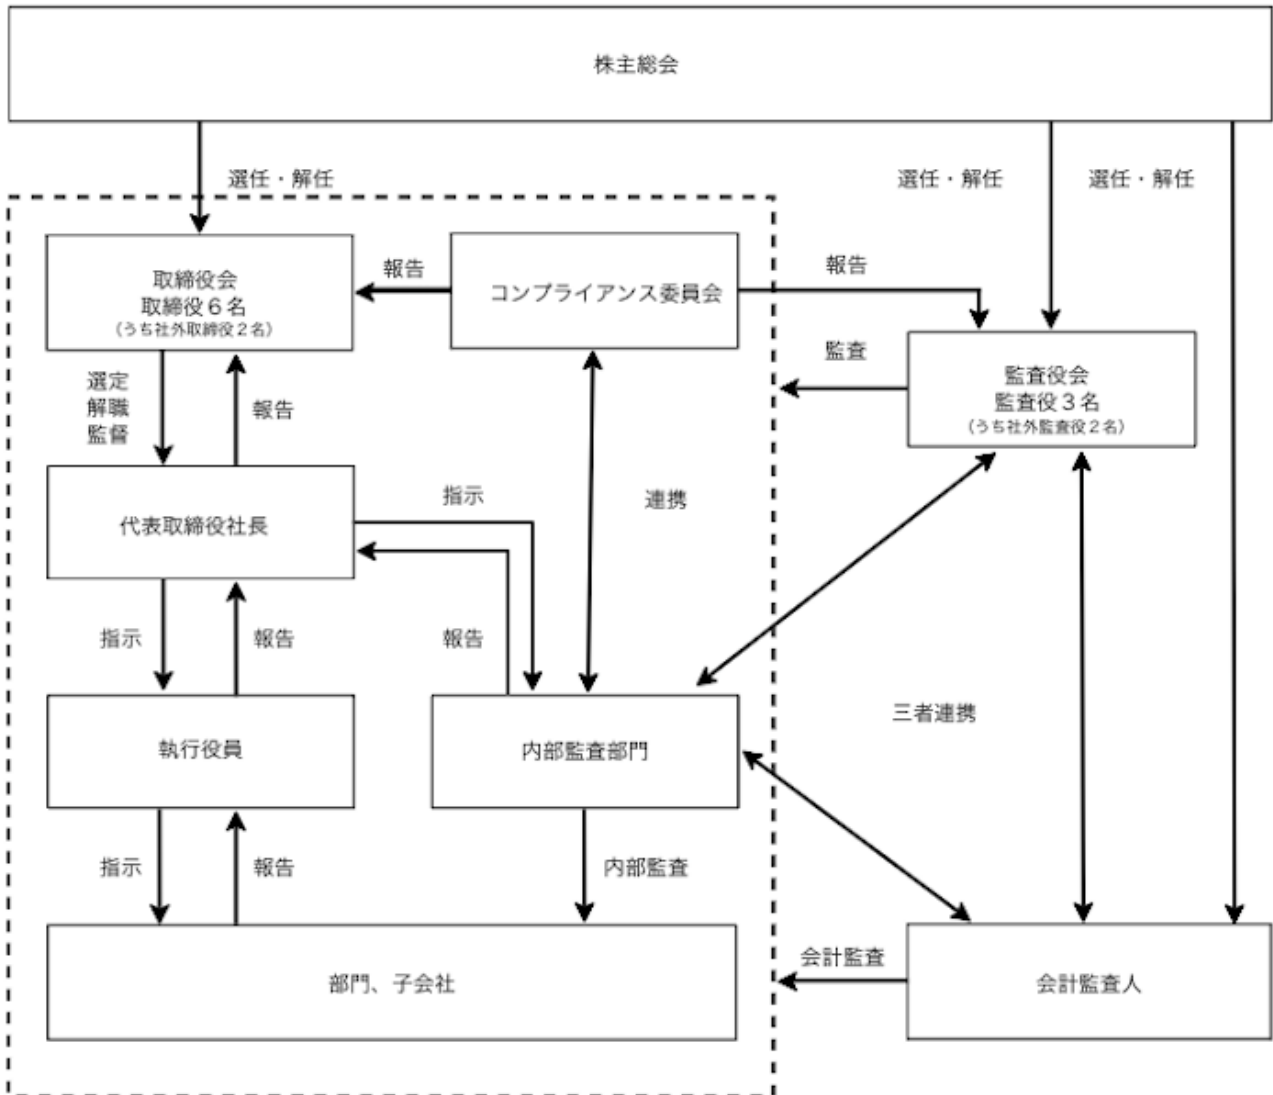 株主総会
選任・解任
選任・解任
選任・解任
取締役会
取締役６名
（うち社外取締役２名）
報告
コンプライアンス委員会
報告
監査
監査役会
監査役３名
（うち社外監査役２名）
選定
解職
監督
報告
代表取締役社長
指示
連携
指示
報告
報告
執行役員
内部監査部門
三者連携
指示
報告
内部監査
部門、子会社
会計監査
会計監査人